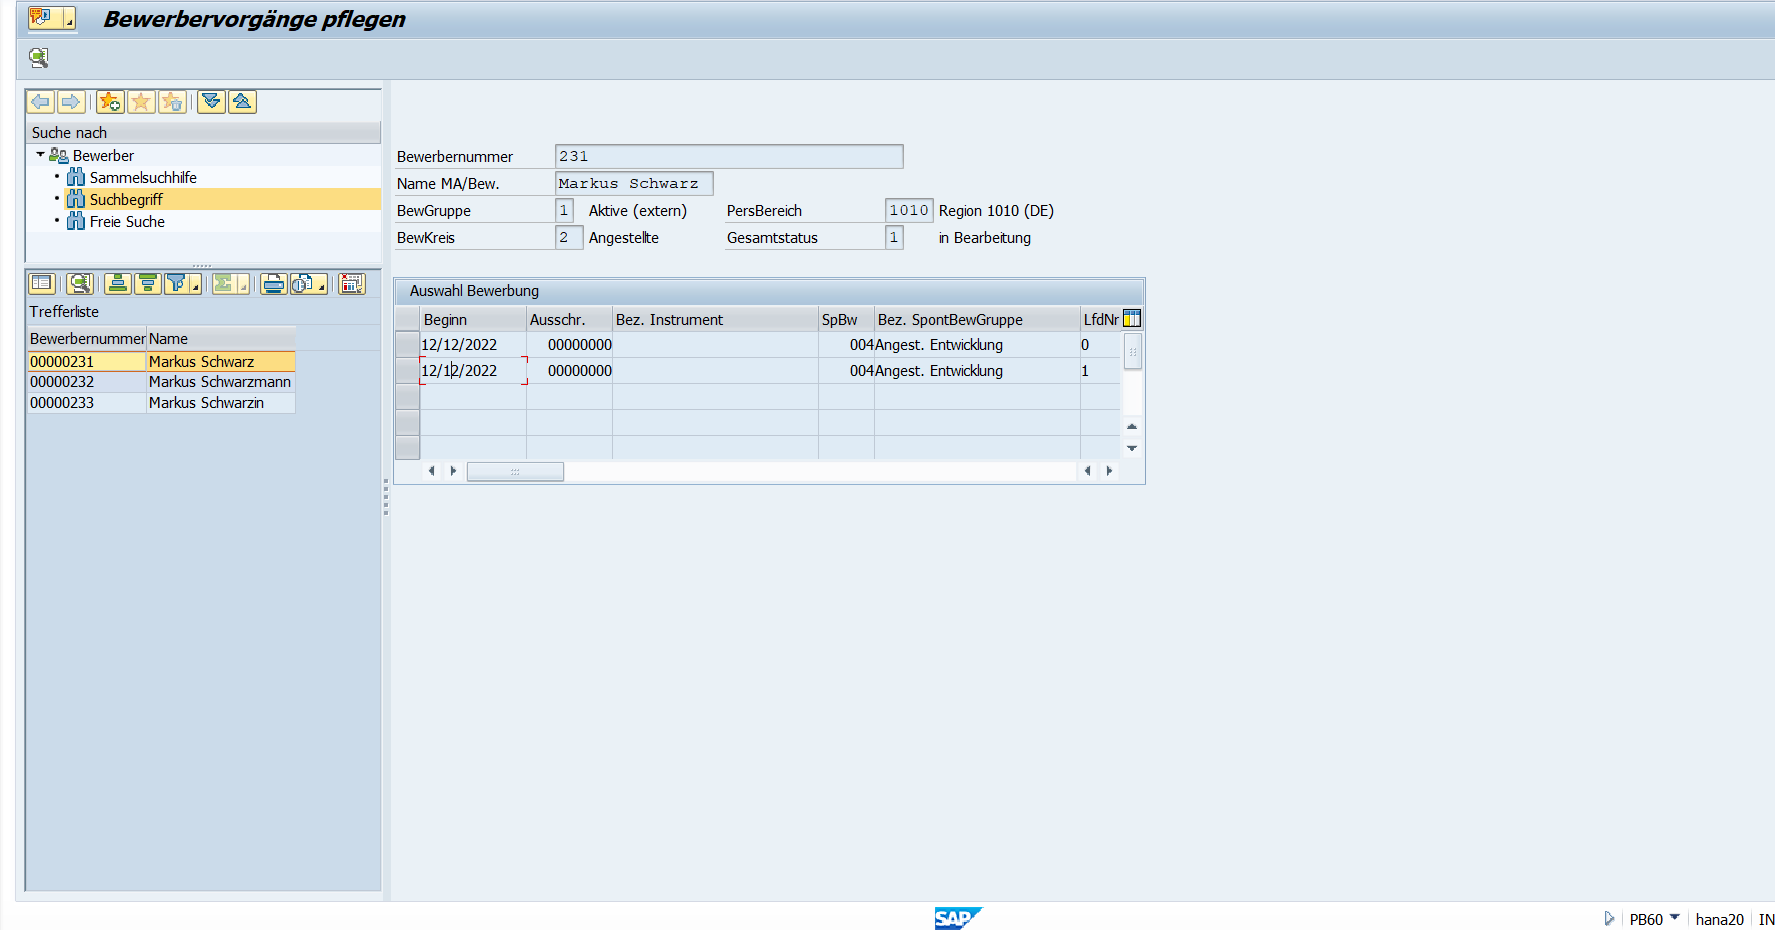 Bewerbervorgänge pflegen
Suche nach
Bewerber
Sammelsuchhilfe
Suchbegriff
Freie Suche
Trefferliste
Bewerbernummer Name
00000231 Markus Schwarz
00000232 Markus Schwarzmann
00000233 Markus Schwarzin
Bewerbernummer 231
Name MA/Bew. Markus Schwarz
BewGruppe 1 Aktive (extern) PersBereich 1010 Region 1010 (DE)
BewKreis 2 Angestellte Gesamtstatus 1 in Bearbeitung
Auswahl Bewerbung
Beginn Ausschr. Bez. Instrument SpBw Bez. SpontBewGruppe LfdNr
12/12/2022 00000000 004 Angest. Entwicklung 0
12/12/2022 00000000 004 Angest. Entwicklung 1
SAP
PB60 hana20 IN